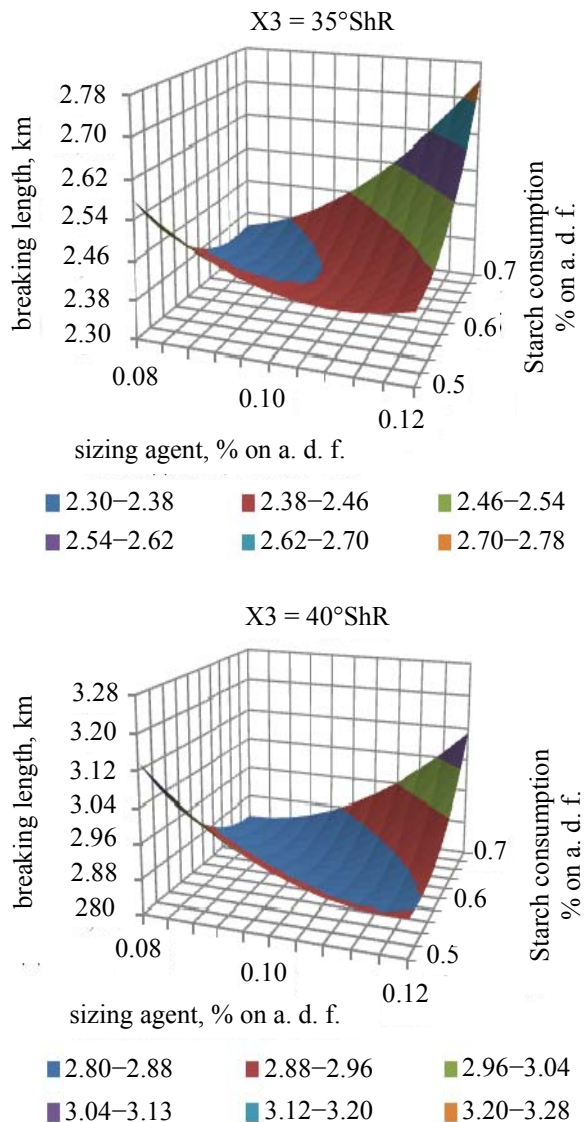 X3 = 35°ShR
breaking length, km
2.78
2.70
2.62
2.54
2.46
2.38
2.30
0.08
0.10
0.12
0.5
0.6
0.7
Starch consumption
% on a. d. f.
sizing agent, % on a. d. f.
2.30–2.38 2.38–2.46 2.46–2.54
2.54–2.62 2.62–2.70 2.70–2.78
X3 = 40°ShR
breaking length, km
3.28
3.20
3.12
3.04
2.96
2.88
280
0.08
0.10
0.12
0.5
0.6
0.7
Starch consumption
% on a. d. f.
sizing agent, % on a. d. f.
2.80–2.88 2.88–2.96 2.96–3.04
3.04–3.13 3.12–3.20 3.20–3.28